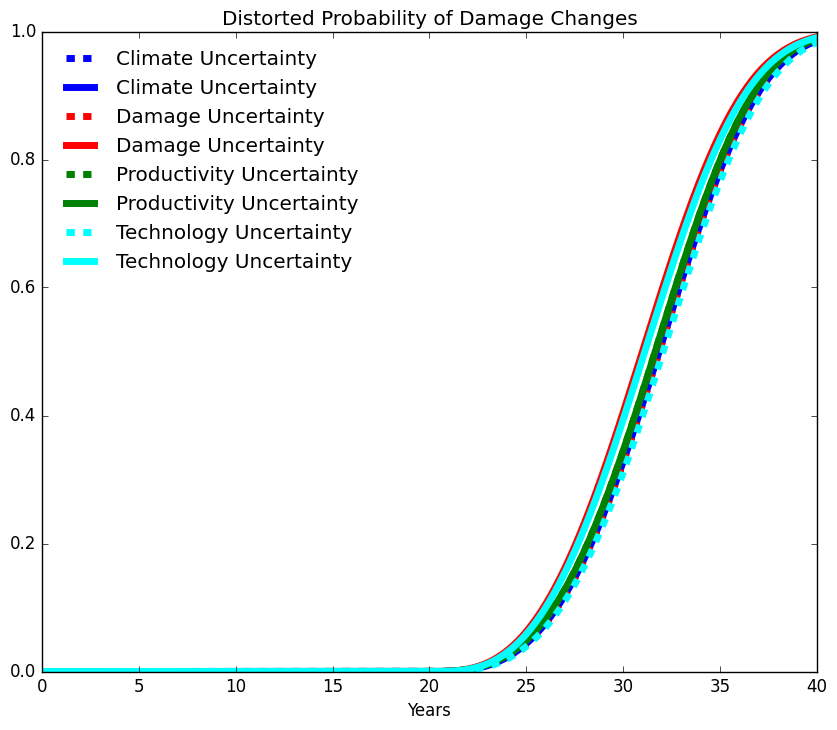 Distorted Probability of Damage Changes
1.0
Climate Uncertainty
Climate Uncertainty
Damage Uncertainty
Damage Uncertainty
Productivity Uncertainty
Productivity Uncertainty
Technology Uncertainty
Technology Uncertainty
0.8
0.6
0.4
0.2
0.0
0 5 10 15 20 25 30 35 40
Years